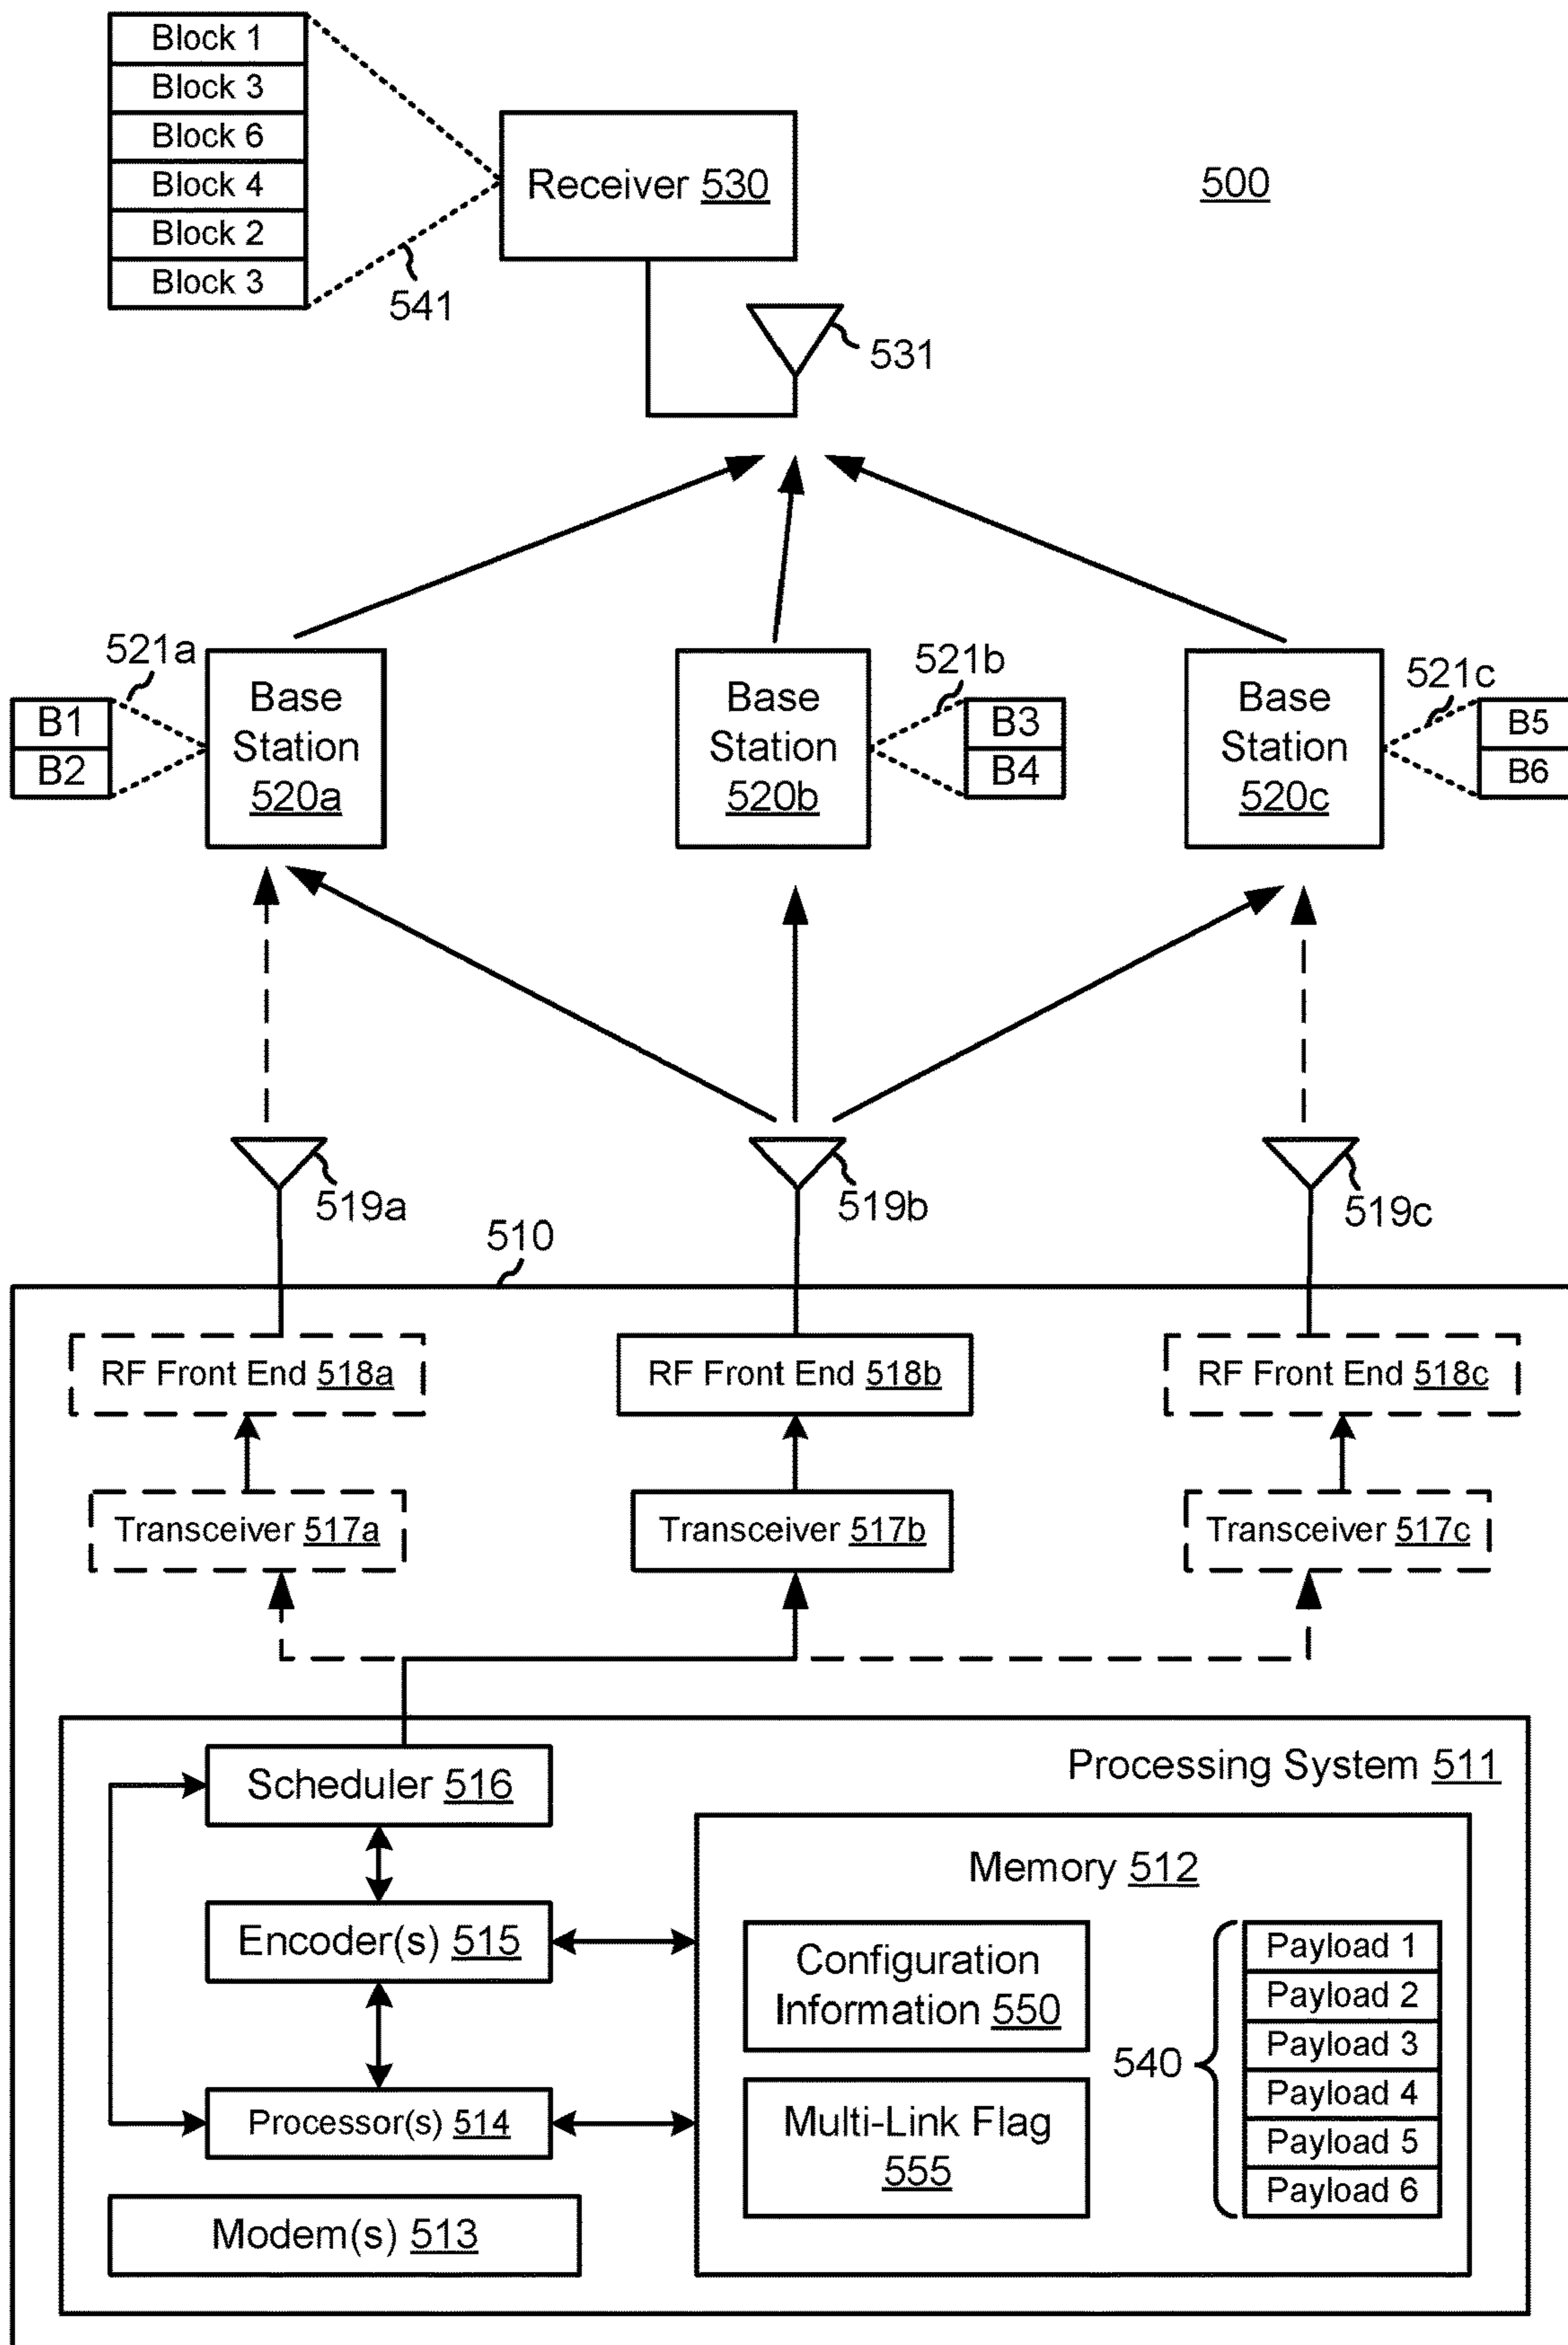 Block 1
Block 3
Block 6
Block 4
Block 2
Block 3
541
Receiver 530
500
531
521a
B1
B2
Base
Station
520a
Base
Station
520b
521b
B3
B4
Base
Station
520c
521c
B5
B6
519a
519b
519c
510
RF Front End 518a
RF Front End 518b
RF Front End 518c
Transceiver 517a
Transceiver 517b
Transceiver 517c
Processing System 511
Scheduler 516
Encoder(s) 515
Processor(s) 514
Modem(s) 513
Memory 512
Configuration
Information 550
Multi-Link Flag
555
540
Payload 1
Payload 2
Payload 3
Payload 4
Payload 5
Payload 6